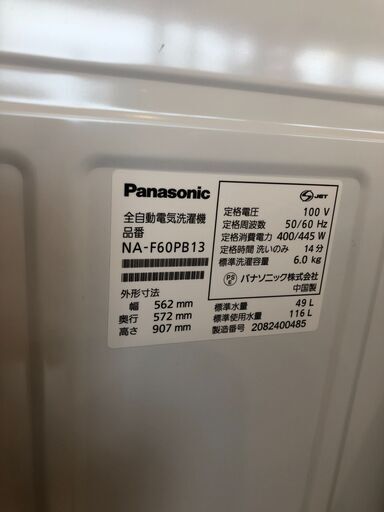 Panasonic
全自動電気洗濯機
品番
NA-F60PB13
外形寸法
幅 562 mm
奥行 572 mm
高さ 907 mm
JET
定格電圧 100 V
定格周波数 50/60 Hz
定格消費電力 400/445 W
定格時間 洗いのみ 14分
標準洗濯容量 6.0 kg
PS E パナソニック株式会社
中国製
標準水量 49 L
標準使用水量 116 L
製造番号 2082400485